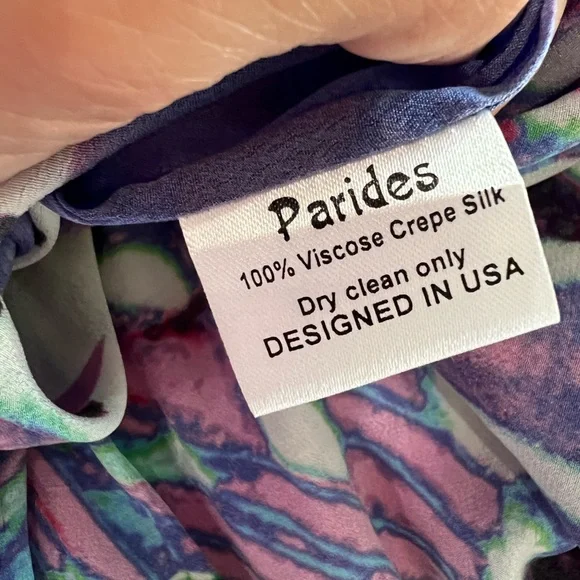 Parides
100% Viscose Crepe Silk
Dry clean only
DESIGNED IN USA